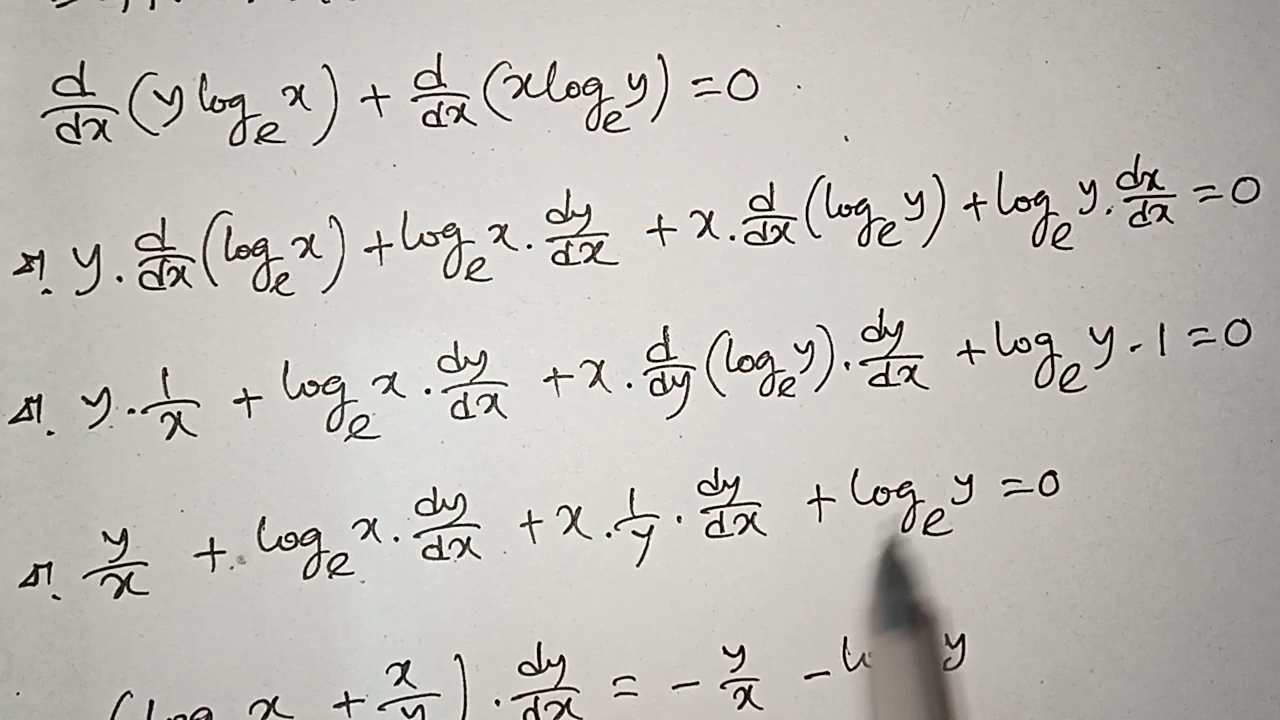 d/dx (y log_e x) + d/dx (x log_e y) = 0
বা, y . d/dx (log_e x) + log_e x . dy/dx + x . d/dx (log_e y) + log_e y . dx/dx = 0
বা, y . 1/x + log_e x . dy/dx + x . d/dy (log_e y) . dy/dx + log_e y . 1 = 0
বা, y/x + log_e x . dy/dx + x . 1/y . dy/dx + log_e y = 0
(log x + x/y) . dy/dx = - y/x - y